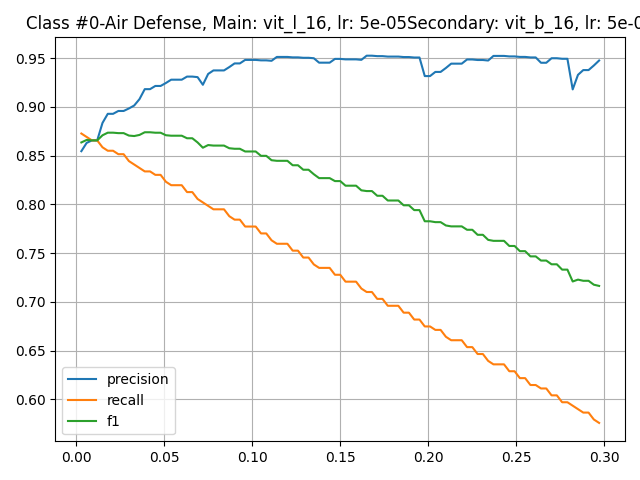 Class #0-Air Defense, Main: vit_l_16, lr: 5e-05Secondary: vit_b_16, lr: 5e-0
0.95
0.90
0.85
0.80
0.75
0.70
0.65
0.60
precision
recall
f1
0.00 0.05 0.10 0.15 0.20 0.25 0.30